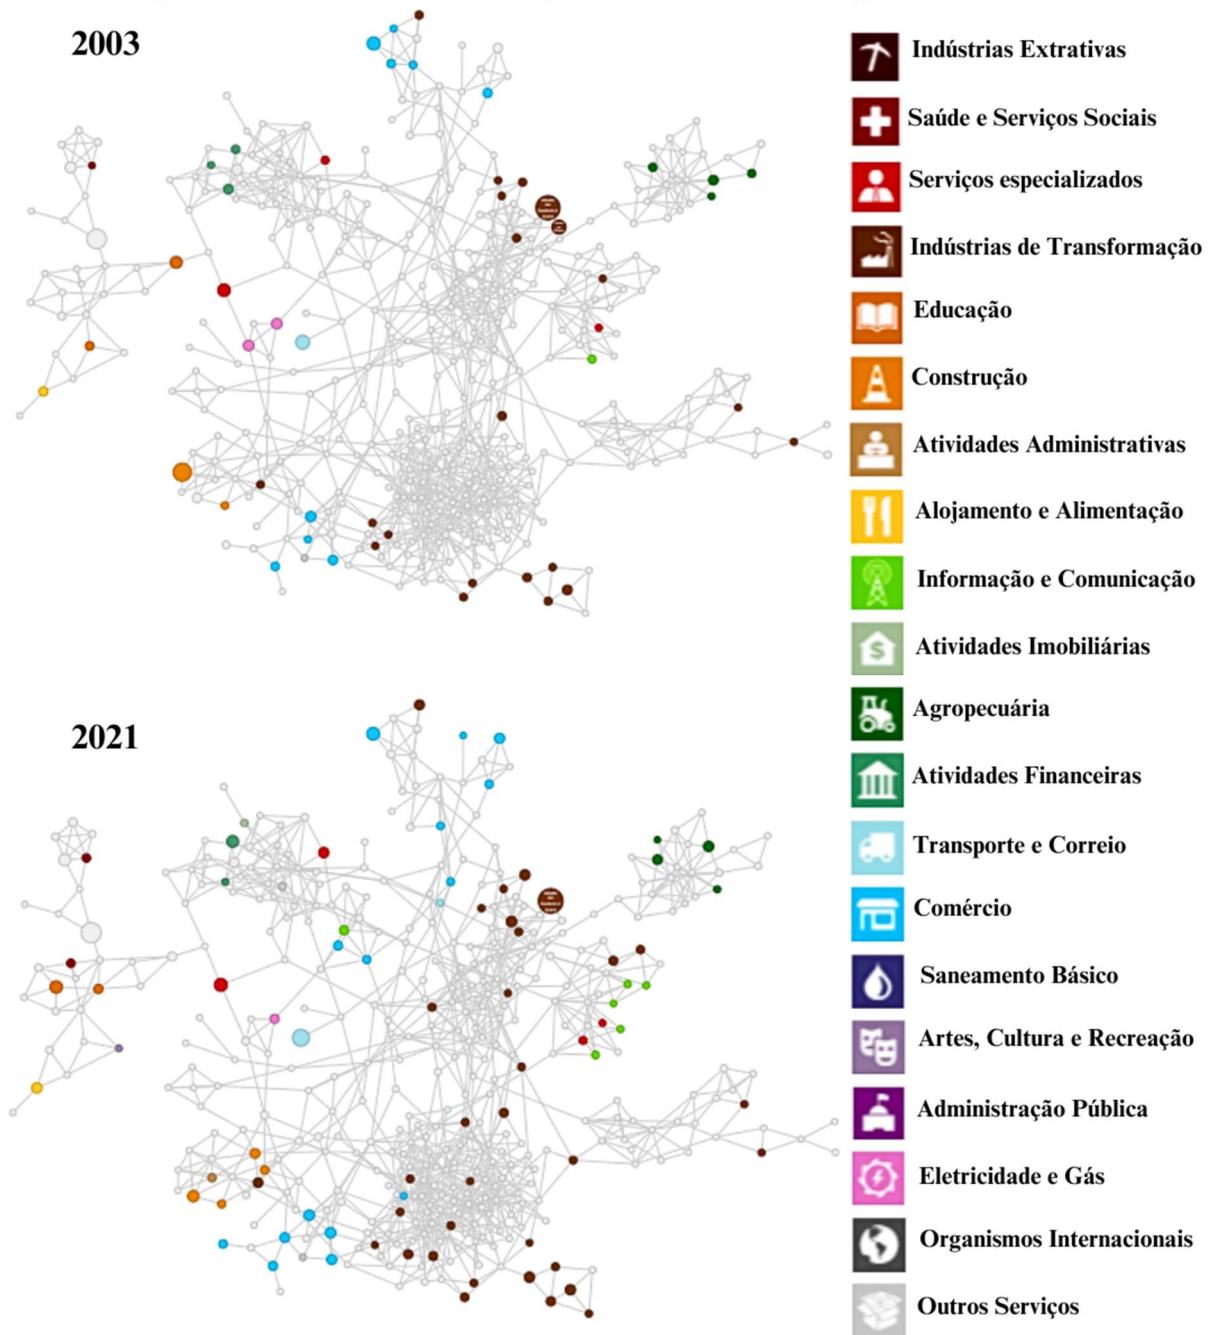 2003
Indústrias Extrativas
Saúde e Serviços Sociais
Serviços especializados
Indústrias de Transformação
Educação
Construção
Atividades Administrativas
Alojamento e Alimentação
Informação e Comunicação
Atividades Imobiliárias
2021
Agropecuária
Atividades Financeiras
Transporte e Correio
Comércio
Saneamento Básico
Artes, Cultura e Recreação
Administração Pública
Eletricidade e Gás
Organismos Internacionais
Outros Serviços